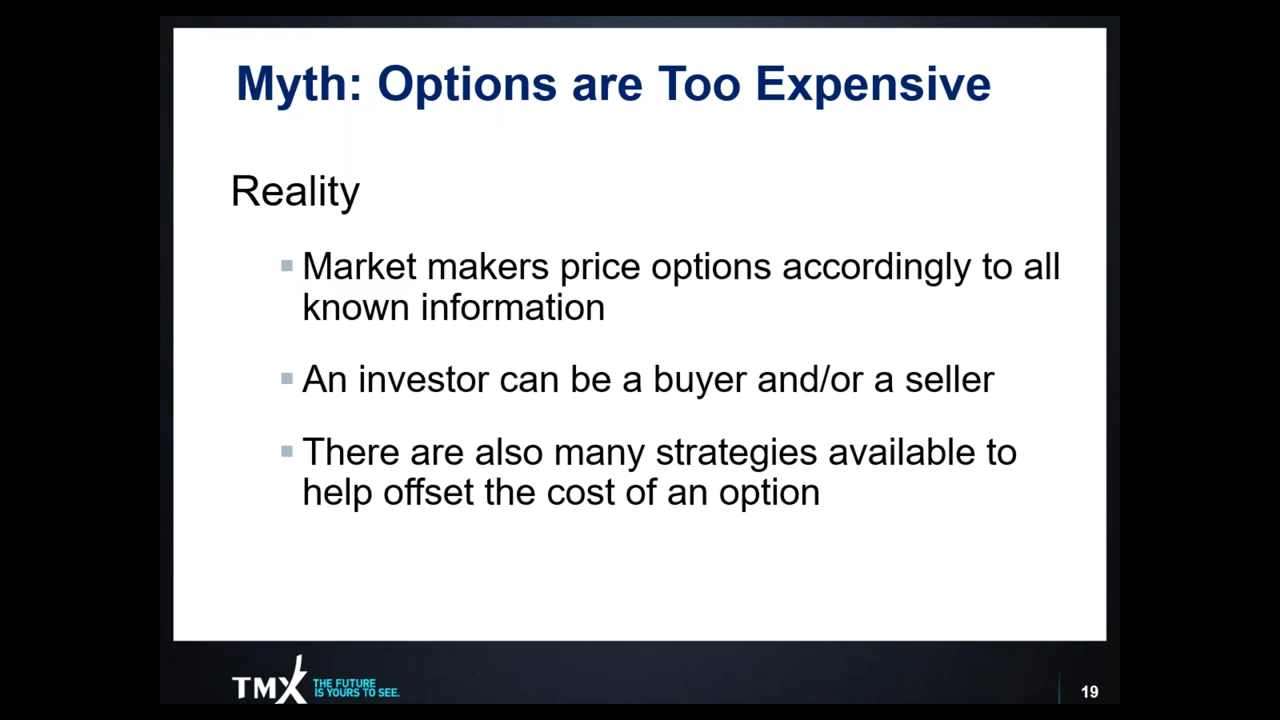 Myth: Options are Too Expensive
Reality
Market makers price options accordingly to all
known information
An investor can be a buyer and/or a seller
There are also many strategies available to
help offset the cost of an option
TMX THE FUTURE
IS YOURS TO SEE.
19